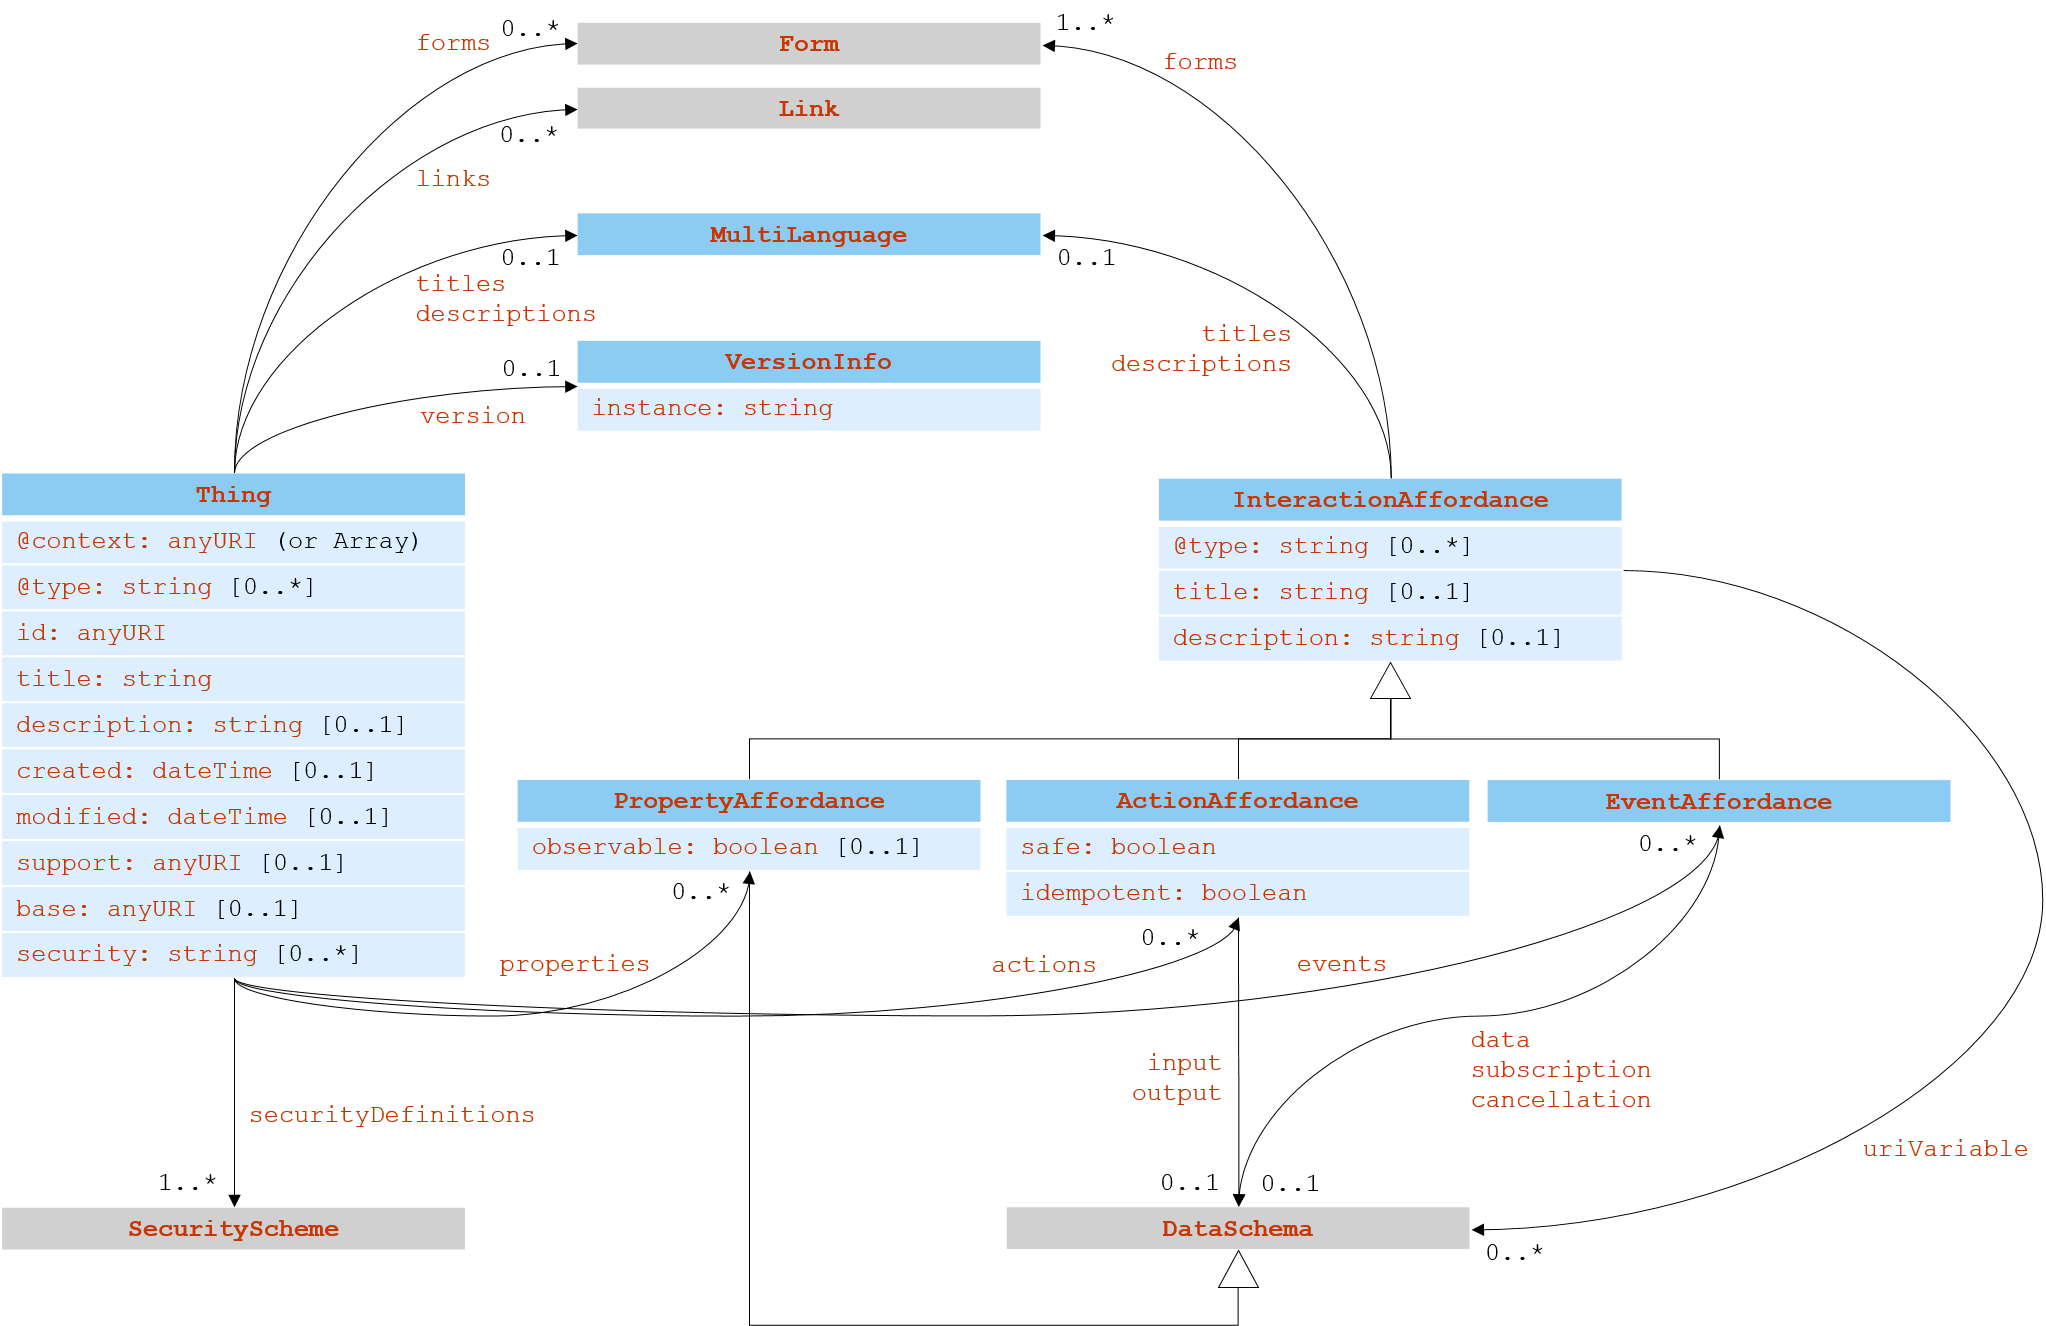 0..*
forms
Form
1..*
forms
Link
0..*
links
MultiLanguage
0..1
titles
descriptions
0..1
titles
descriptions
VersionInfo
0..1
instance: string
version
Thing
@context: anyURI (or Array)
@type: string [0..*]
id: anyURI
title: string
description: string [0..1]
created: dateTime [0..1]
modified: dateTime [0..1]
support: anyURI [0..1]
base: anyURI [0..1]
security: string [0..*]
InteractionAffordance
@type: string [0..*]
title: string [0..1]
description: string [0..1]
PropertyAffordance
observable: boolean [0..1]
ActionAffordance
safe: boolean
idempotent: boolean
EventAffordance
0..*
0..*
0..*
properties
actions
events
input
output
data
subscription
cancellation
securityDefinitions
uriVariable
1..*
0..1
0..1
SecurityScheme
DataSchema
0..*